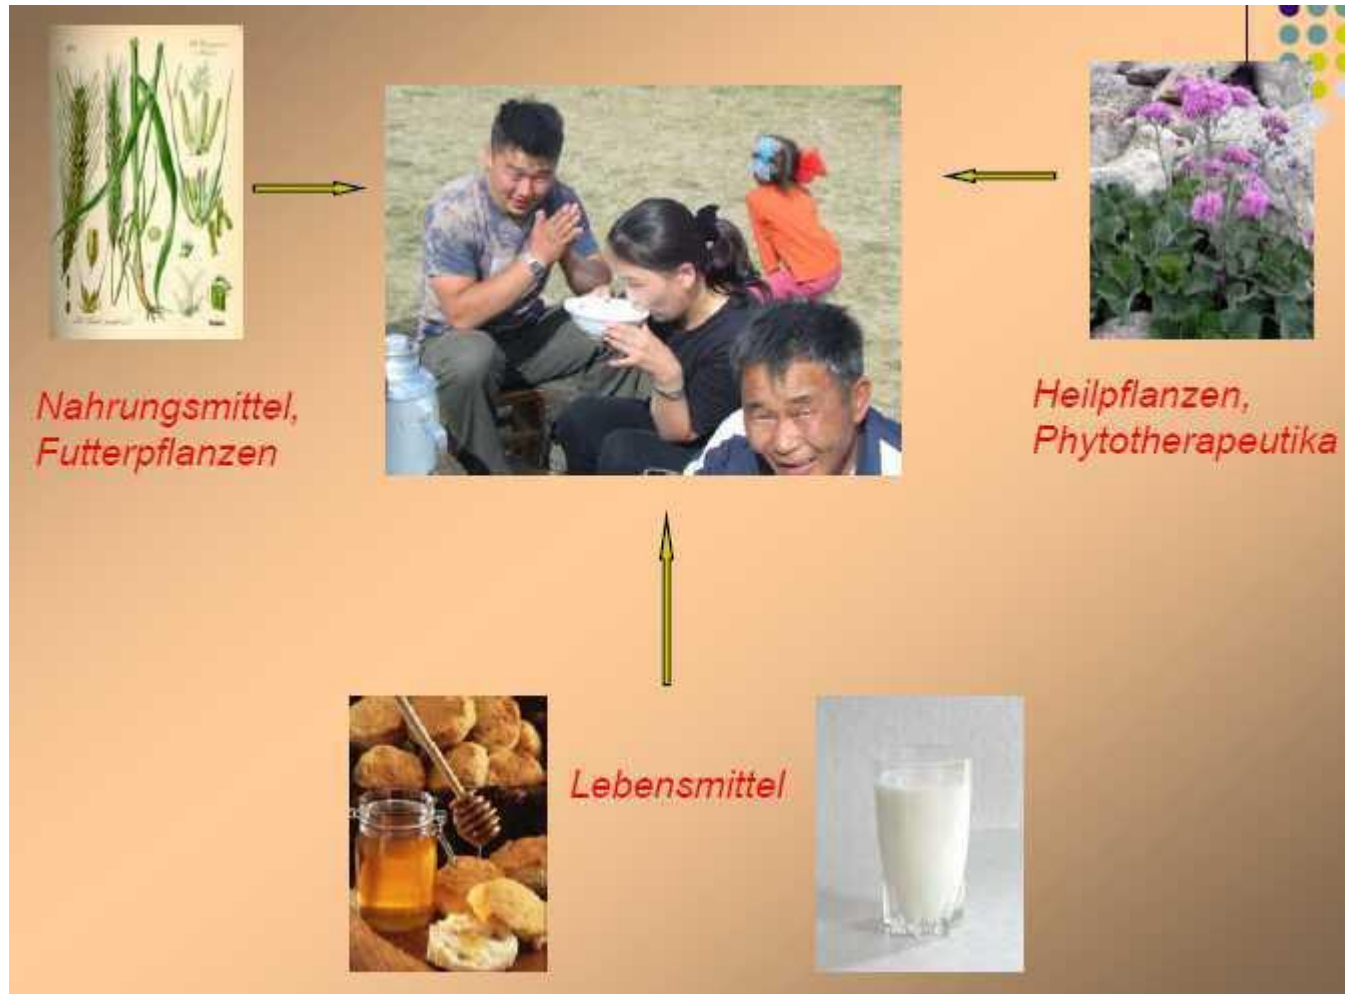 Nahrungsmittel,
Futterpflanzen
Heilpflanzen,
Phytotherapeutika
Lebensmittel